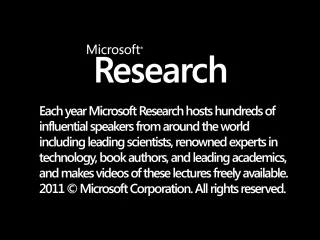 Microsoft®
Research
Each year Microsoft Research hosts hundreds of
influential speakers from around the world
including leading scientists, renowned experts in
technology, book authors, and leading academics,
and makes videos of these lectures freely available.
2011 © Microsoft Corporation. All rights reserved.